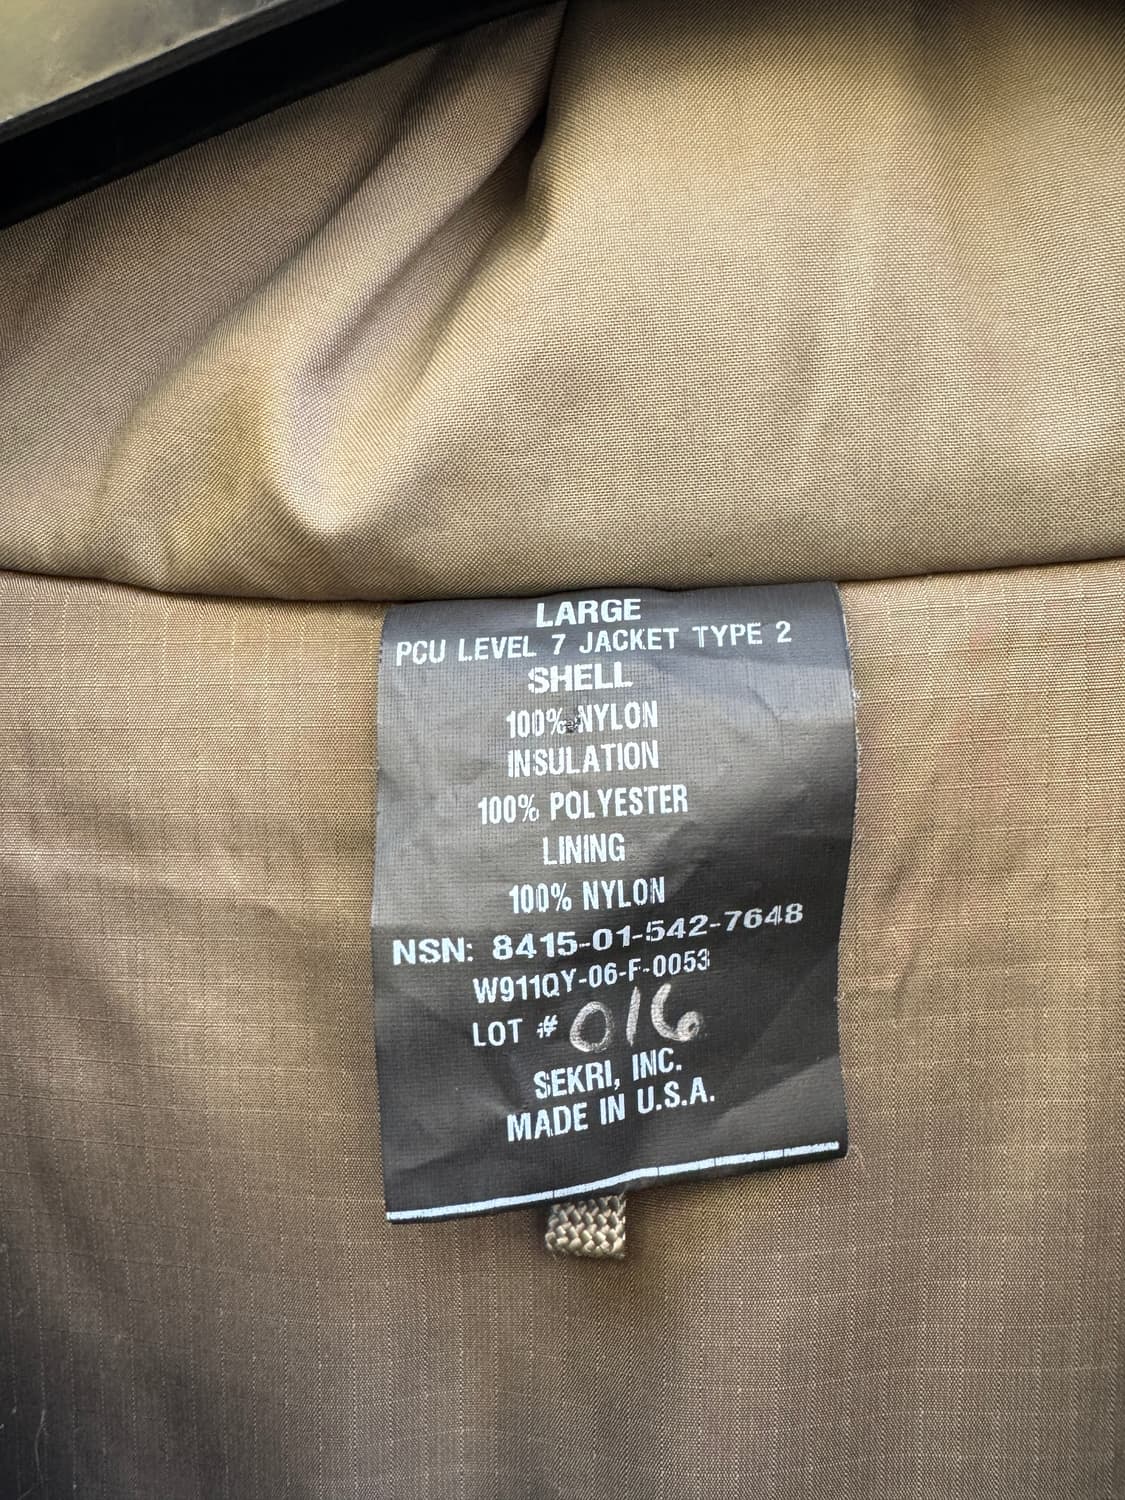 LARGE
PCU LEVEL 7 JACKET TYPE 2
SHELL
100% NYLON
INSULATION
100% POLYESTER
LINING
100% NYLON
NSN: 8415-01-542-7648
W911QY-06-F-0053
LOT # 016
SEKRI, INC.
MADE IN U.S.A.